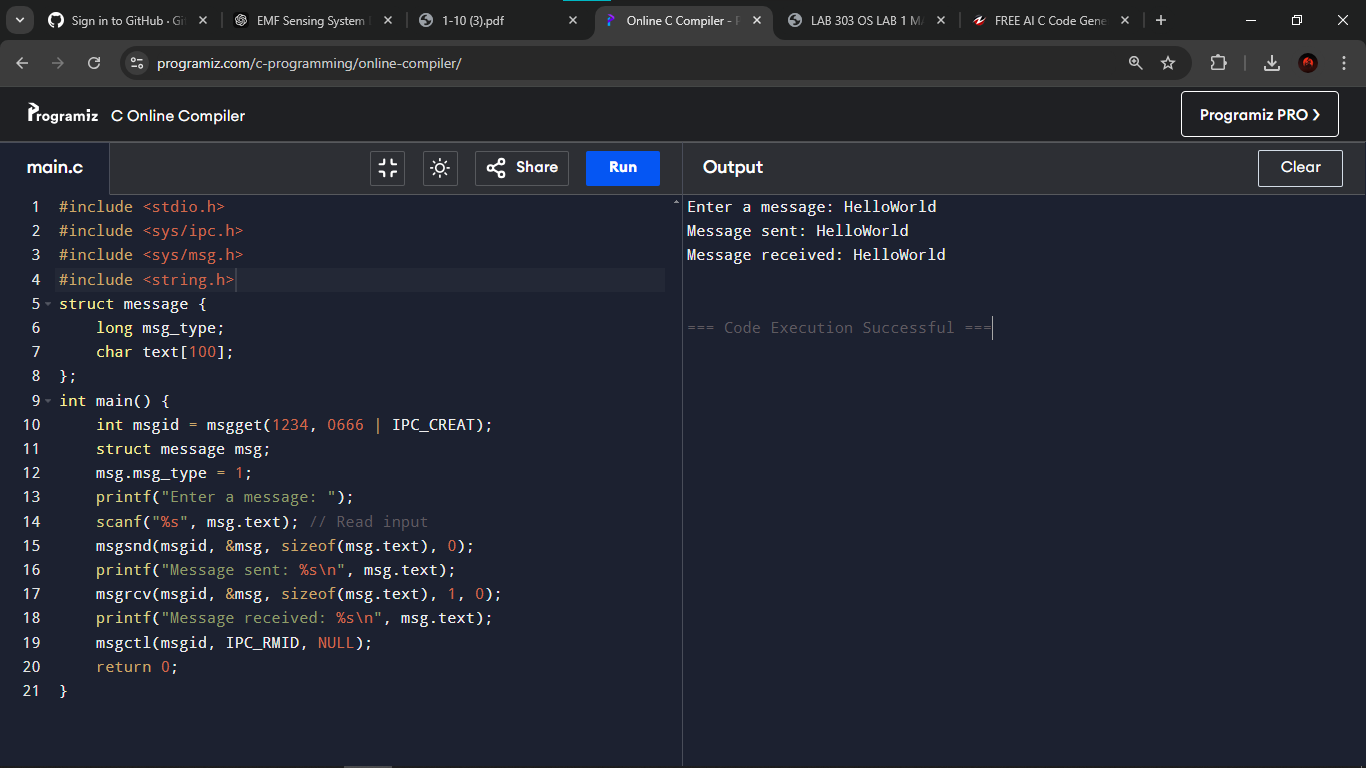 Sign in to GitHub · Gi
EMF Sensing System
1-10 (3).pdf
Online C Compiler - P
LAB 303 OS LAB 1 MA
FREE AI C Code Gene
programiz.com/c-programming/online-compiler/
Programiz C Online Compiler
Programiz PRO
main.c
Share
Run
Output
Clear
1 #include <stdio.h>
2 #include <sys/ipc.h>
3 #include <sys/msg.h>
4 #include <string.h>
5 struct message {
6     long msg_type;
7     char text[100];
8 };
9 int main() {
10     int msgid = msgget(1234, 0666 | IPC_CREAT);
11     struct message msg;
12     msg.msg_type = 1;
13     printf("Enter a message: ");
14     scanf("%s", msg.text); // Read input
15     msgsnd(msgid, &msg, sizeof(msg.text), 0);
16     printf("Message sent: %s\n", msg.text);
17     msgrcv(msgid, &msg, sizeof(msg.text), 1, 0);
18     printf("Message received: %s\n", msg.text);
19     msgctl(msgid, IPC_RMID, NULL);
20     return 0;
21 }
Enter a message: HelloWorld
Message sent: HelloWorld
Message received: HelloWorld
=== Code Execution Successful ===